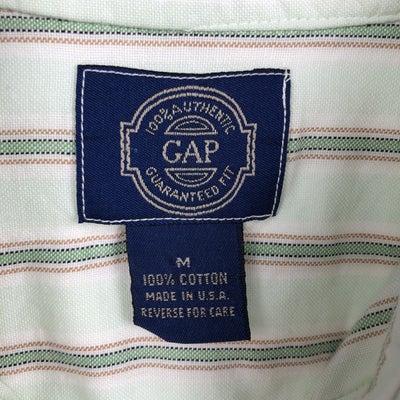 100% AUTHENTIC
GAP
GUARANTEED FIT
M
100% COTTON
MADE IN U.S.A.
REVERSE FOR CARE